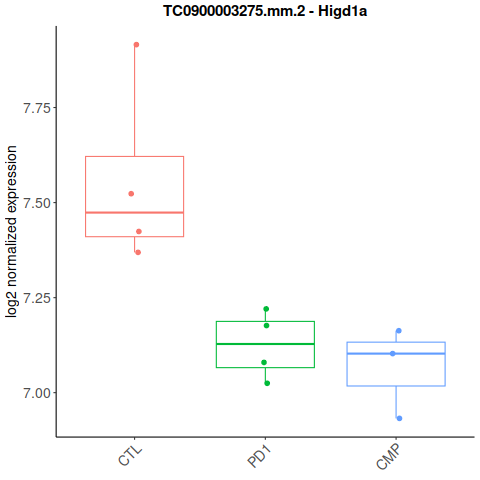 TC0900003275.mm.2 - Higd1a
log2 normalized expression
7.75
7.50
7.25
7.00
CTL
PD1
CMP